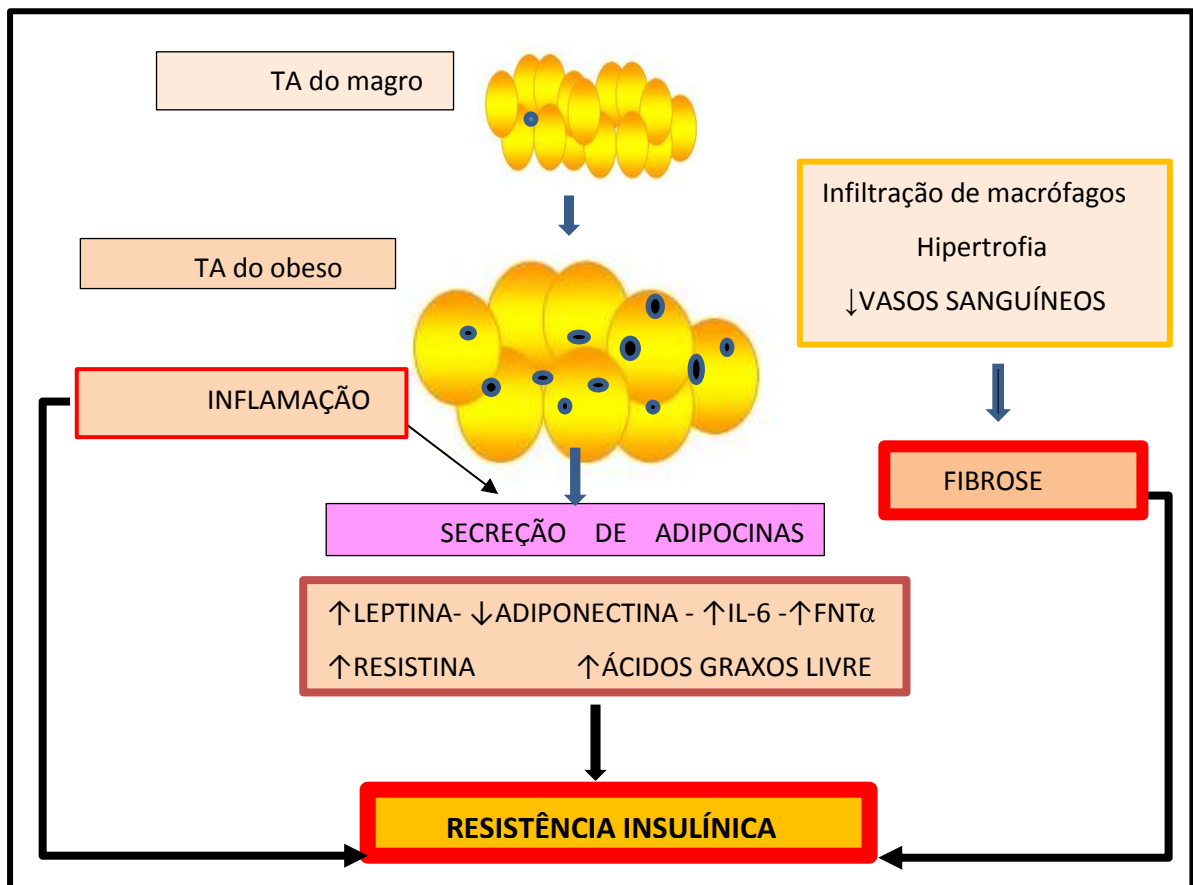 TA do magro
Infiltração de macrófagos
Hipertrofia
↓VASOS SANGUÍNEOS
TA do obeso
INFLAMAÇÃO
FIBROSE
SECREÇÃO DE ADIPOCINAS
↑LEPTINA- ↓ADIPONECTINA - ↑IL-6 -↑FNTα
↑RESISTINA ↑ÁCIDOS GRAXOS LIVRE
RESISTÊNCIA INSULÍNICA